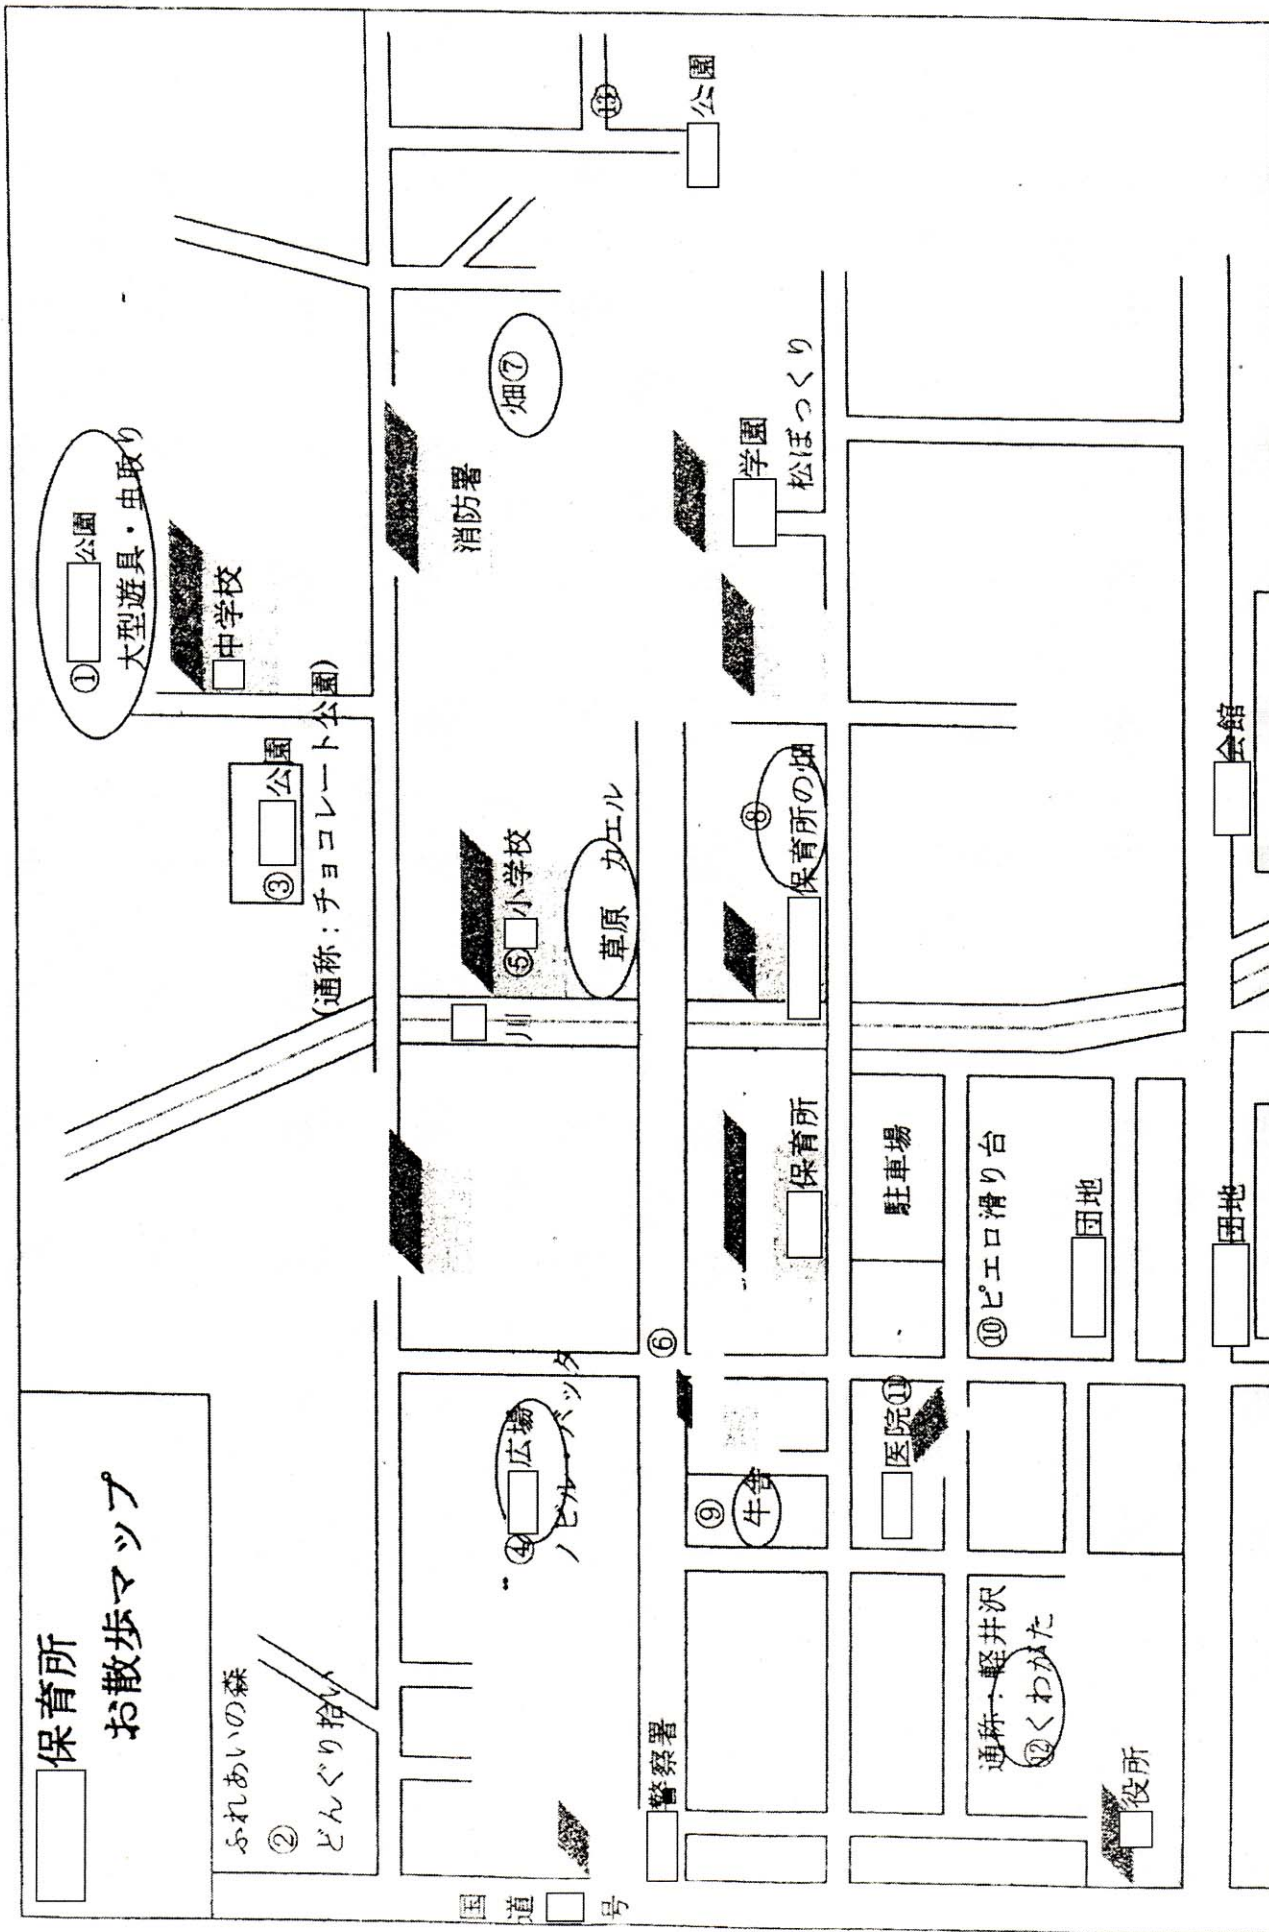 保育所
お散歩マップ
ふれあいの森
②
どんぐり拾い
① 公園
大型遊具・虫取り
中学校
③ 公園
(通称:チョコレート公園)
消防署
畑⑦
⑬
公園
④ 広場
ノビル・バッタ
川
⑤ 小学校
草原 カエル
国道 号
警察署
⑥
⑨
牛舎
保育所
⑧
保育所の畑
学園
松ぼっくり
医院⑪
駐車場
通称:軽井沢
⑫くわがた
⑩ピエロ滑り台
団地
役所
団地
会館